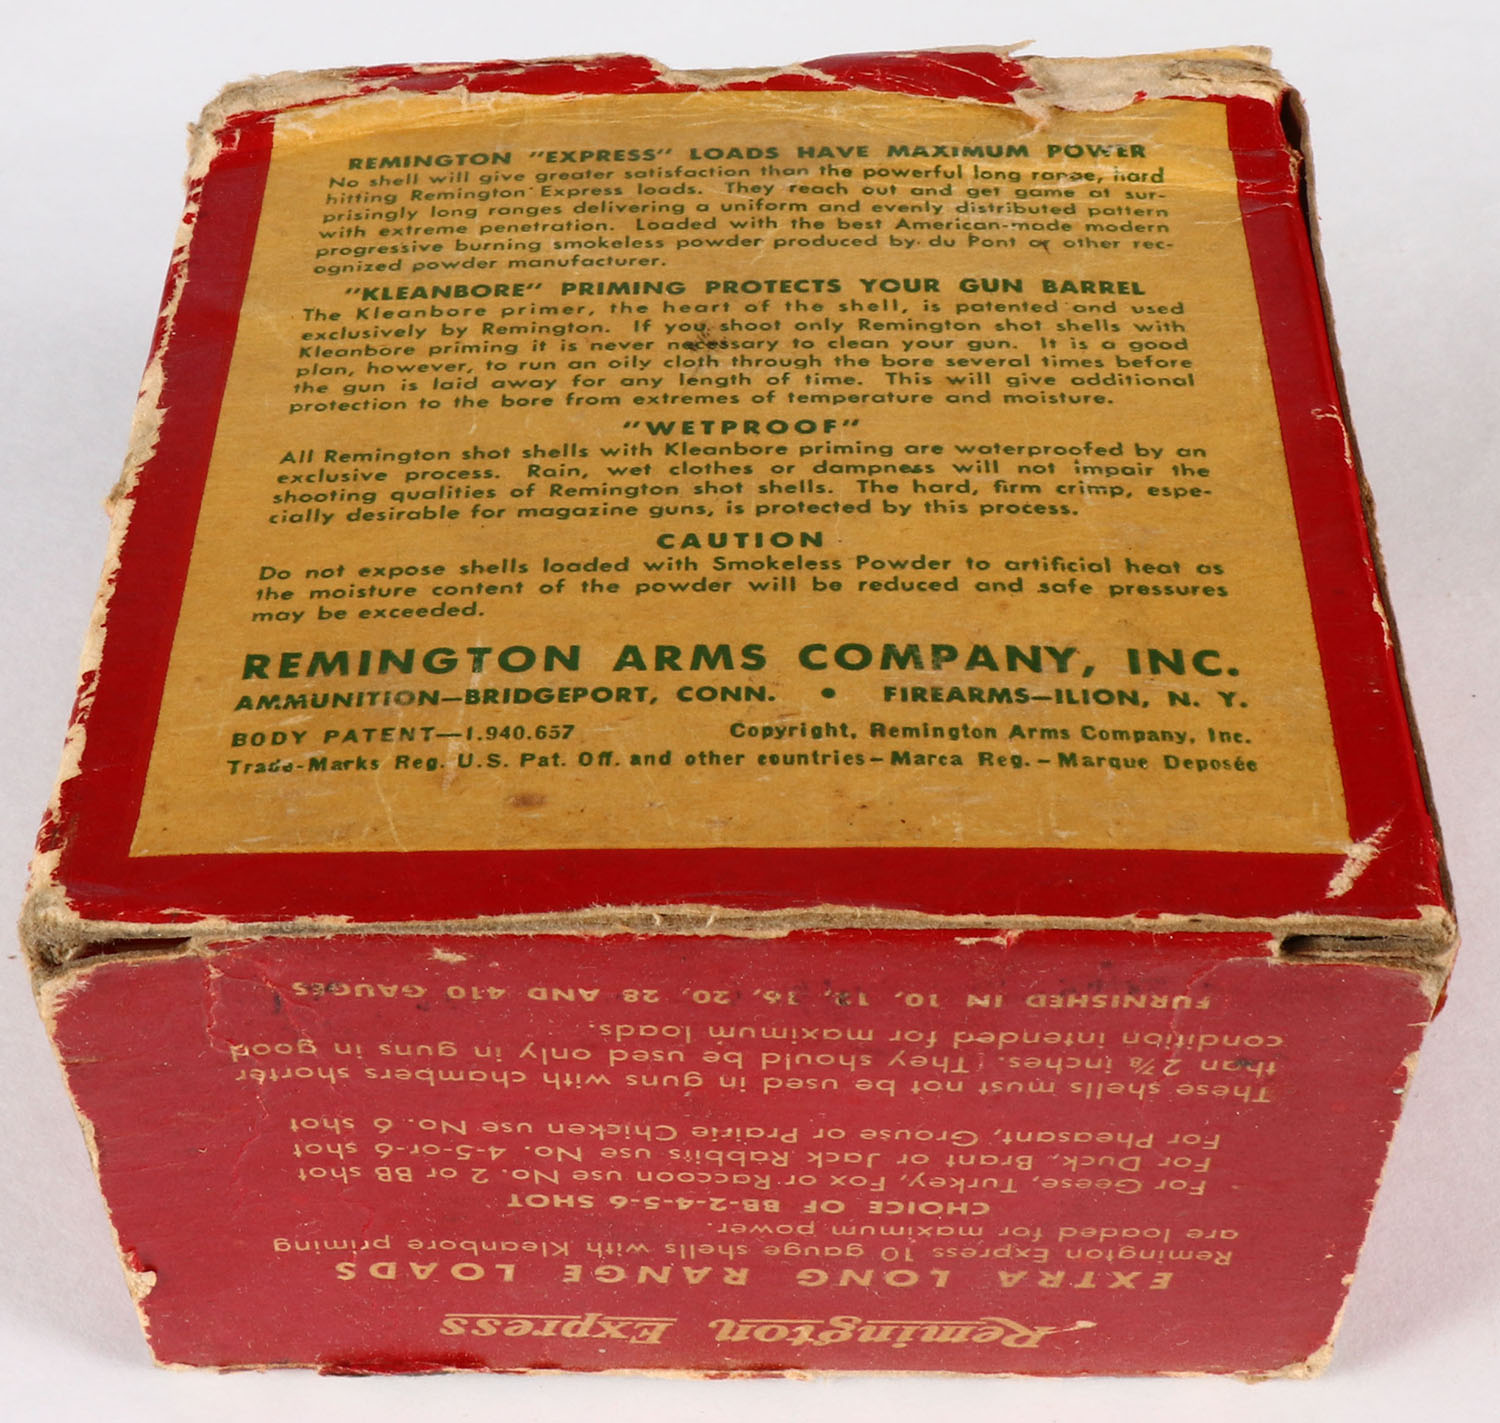 REMINGTON "EXPRESS" LOADS HAVE MAXIMUM POWER
No shell will give greater satisfaction than the powerful long range, hard
hitting Remington Express loads. They reach out and get game at sur-
prisingly long ranges delivering a uniform and evenly distributed pattern
with extreme penetration. Loaded with the best American-made modern
progressive burning smokeless powder produced by du Pont or other rec-
ognized powder manufacturer.
"KLEANBORE" PRIMING PROTECTS YOUR GUN BARREL
The Kleanbore primer, the heart of the shell, is patented and used
exclusively by Remington. If you shoot only Remington shot shells with
Kleanbore priming it is never necessary to clean your gun. It is a good
plan, however, to run an oily cloth through the bore several times before
the gun is laid away for any length of time. This will give additional
protection to the bore from extremes of temperature and moisture.
"WETPROOF"
All Remington shot shells with Kleanbore priming are waterproofed by an
exclusive process. Rain, wet clothes or dampness will not impair the
shooting qualities of Remington shot shells. The hard, firm crimp, espe-
cially desirable for magazine guns, is protected by this process.
CAUTION
Do not expose shells loaded with Smokeless Powder to artificial heat as
the moisture content of the powder will be reduced and safe pressures
may be exceeded.
REMINGTON ARMS COMPANY, INC.
AMMUNITION—BRIDGEPORT, CONN. • FIREARMS—ILION, N. Y.
BODY PATENT—1.940.657 Copyright, Remington Arms Company, Inc.
Trade-Marks Reg. U.S. Pat. Off. and other countries – Marca Reg. – Marque Deposée
Remington Express
EXTRA LONG RANGE LOADS
Remington Express 10 gauge shells with Kleanbore priming
are loaded for maximum power.
CHOICE OF BB-2-4-5-6 SHOT
For Geese, Turkey, Fox or Raccoon use No. 2 or BB shot
For Duck, Brant or Jack Rabbits use No. 4-5-or-6 shot
For Pheasant, Grouse or Prairie Chicken use No. 6 shot
These shells must not be used in guns with chambers shorter
than 2⅞ inches. They should be used only in guns in good
condition intended for maximum loads.
FURNISHED IN 10, 12, 16, 20, 28 AND 410 GAUGES